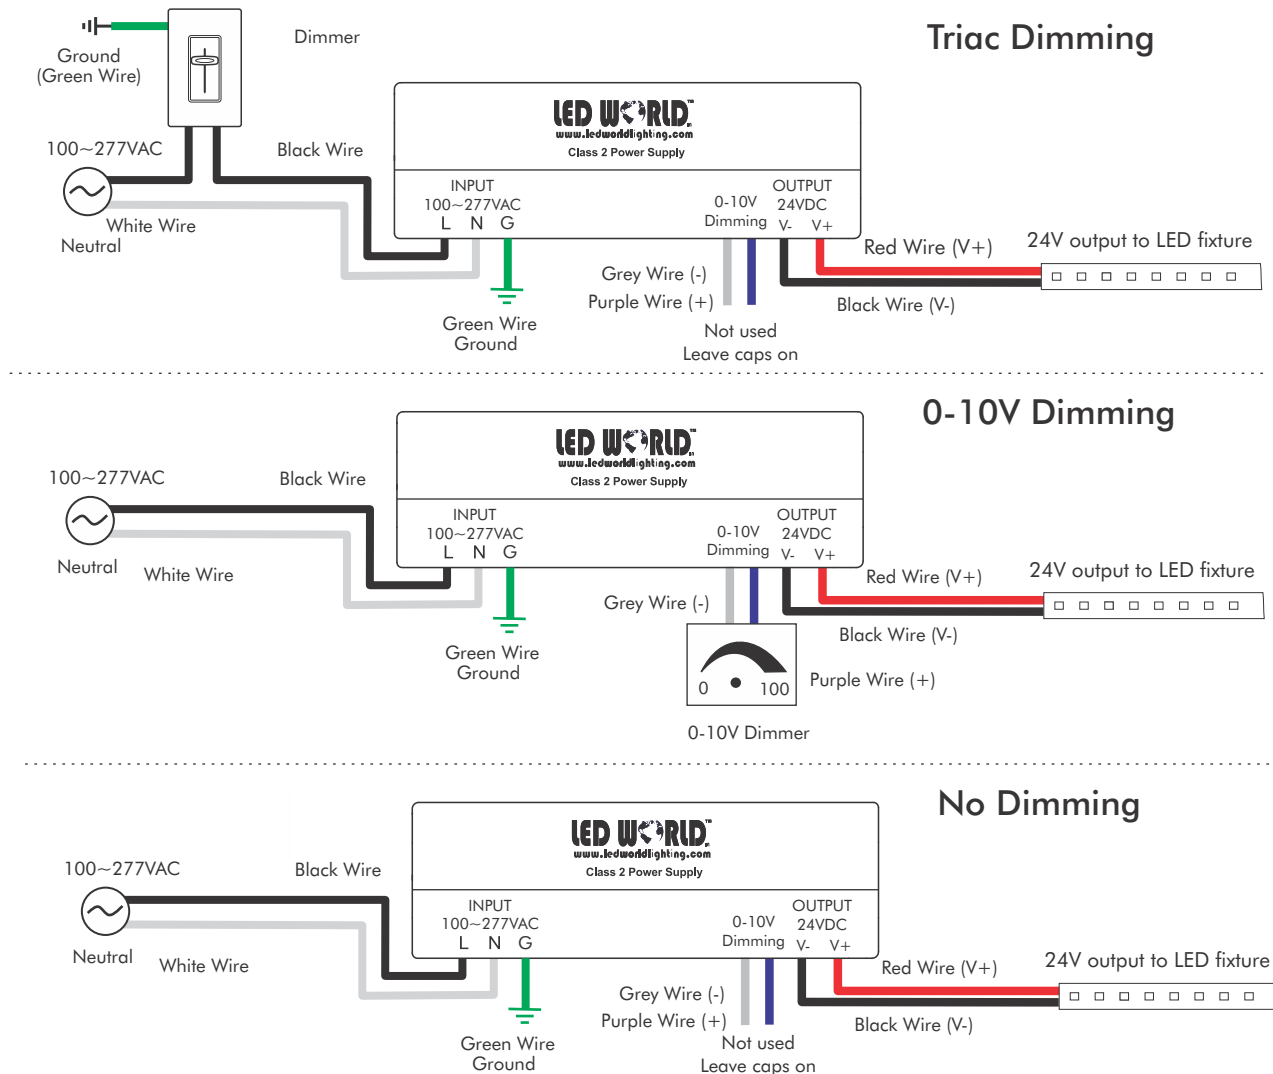 Triac Dimming
Dimmer
Ground
(Green Wire)
100~277VAC
Black Wire
White Wire
Neutral
LED WORLD™
www.ledworldlighting.com
Class 2 Power Supply
INPUT
100~277VAC
L N G
0-10V
Dimming
OUTPUT
24VDC
V- V+
Green Wire
Ground
Grey Wire (-)
Purple Wire (+)
Not used
Leave caps on
Red Wire (V+)
Black Wire (V-)
24V output to LED fixture
0-10V Dimming
100~277VAC
Black Wire
Neutral
White Wire
LED WORLD™
www.ledworldlighting.com
Class 2 Power Supply
INPUT
100~277VAC
L N G
0-10V
Dimming
OUTPUT
24VDC
V- V+
Green Wire
Ground
Grey Wire (-)
Purple Wire (+)
0 100
0-10V Dimmer
Red Wire (V+)
Black Wire (V-)
24V output to LED fixture
No Dimming
100~277VAC
Black Wire
Neutral
White Wire
LED WORLD™
www.ledworldlighting.com
Class 2 Power Supply
INPUT
100~277VAC
L N G
0-10V
Dimming
OUTPUT
24VDC
V- V+
Green Wire
Ground
Grey Wire (-)
Purple Wire (+)
Not used
Leave caps on
Red Wire (V+)
Black Wire (V-)
24V output to LED fixture